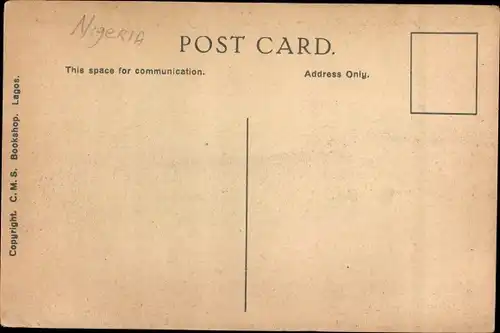 NigERIA
POST CARD.
This space for communication.
Address Only.
Copyright. C. M. S. Bookshop. Lagos.